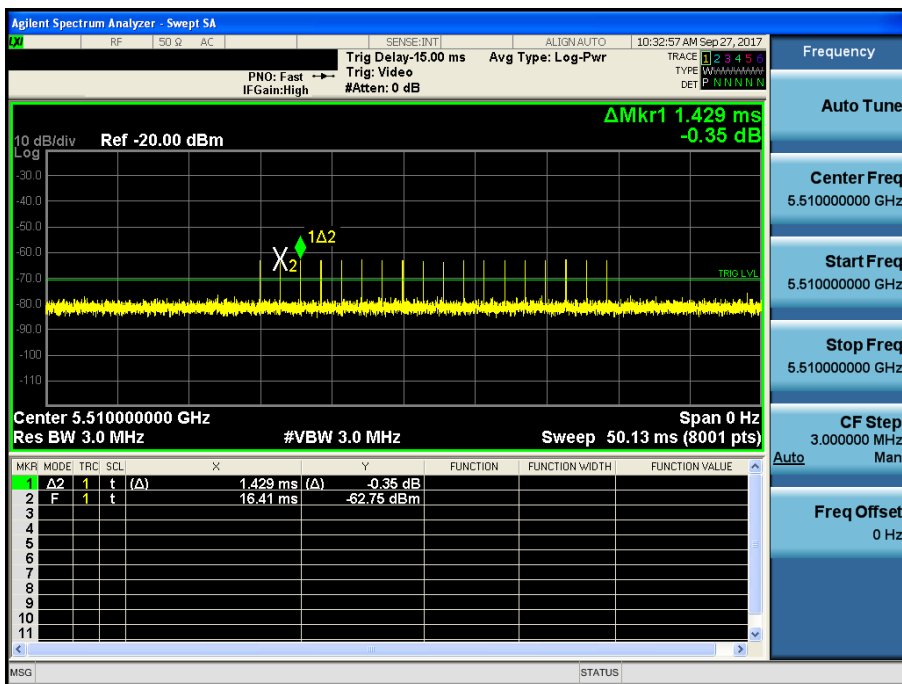 Agilent Spectrum Analyzer - Swept SA
LXI RF 50 Ω AC SENSE:INT ALIGN AUTO 10:32:57 AM Sep 27, 2017
Frequency
Trig Delay-15.00 ms Avg Type: Log-Pwr TRACE 1 2 3 4 5 6
PNO: Fast Trig: Video TYPE W
IFGain:High #Atten: 0 dB DET P N N N N N
Auto Tune
ΔMkr1 1.429 ms
-0.35 dB
10 dB/div Ref -20.00 dBm
Log
-30.0
-40.0
-50.0
-60.0
-70.0
-80.0
-90.0
-100
-110
1Δ2
X2
TRIG LVL
Center Freq
5.510000000 GHz
Start Freq
5.510000000 GHz
Stop Freq
5.510000000 GHz
Center 5.510000000 GHz Span 0 Hz
Res BW 3.0 MHz #VBW 3.0 MHz Sweep 50.13 ms (8001 pts)
CF Step
3.000000 MHz
Auto Man
Freq Offset
0 Hz
MKR MODE TRC SCL X Y FUNCTION FUNCTION WIDTH FUNCTION VALUE
1 Δ2 1 t (Δ) 1.429 ms (Δ) -0.35 dB
2 F 1 t 16.41 ms -62.75 dBm
3
4
5
6
7
8
9
10
11
MSG STATUS